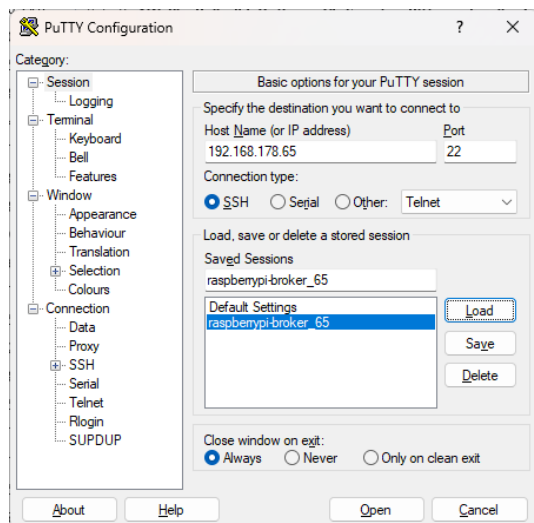 PuTTY Configuration
?
Category:
Session
Logging
Terminal
Keyboard
Bell
Features
Window
Appearance
Behaviour
Translation
Selection
Colours
Connection
Data
Proxy
SSH
Serial
Telnet
Rlogin
SUPDUP
Basic options for your PuTTY session
Specify the destination you want to connect to
Host Name (or IP address) Port
192.168.178.65 22
Connection type:
SSH Serial Other: Telnet
Load, save or delete a stored session
Saved Sessions
raspberrypi-broker_65
Default Settings
raspberrypi-broker_65
Load
Save
Delete
Close window on exit:
Always Never Only on clean exit
About Help Open Cancel